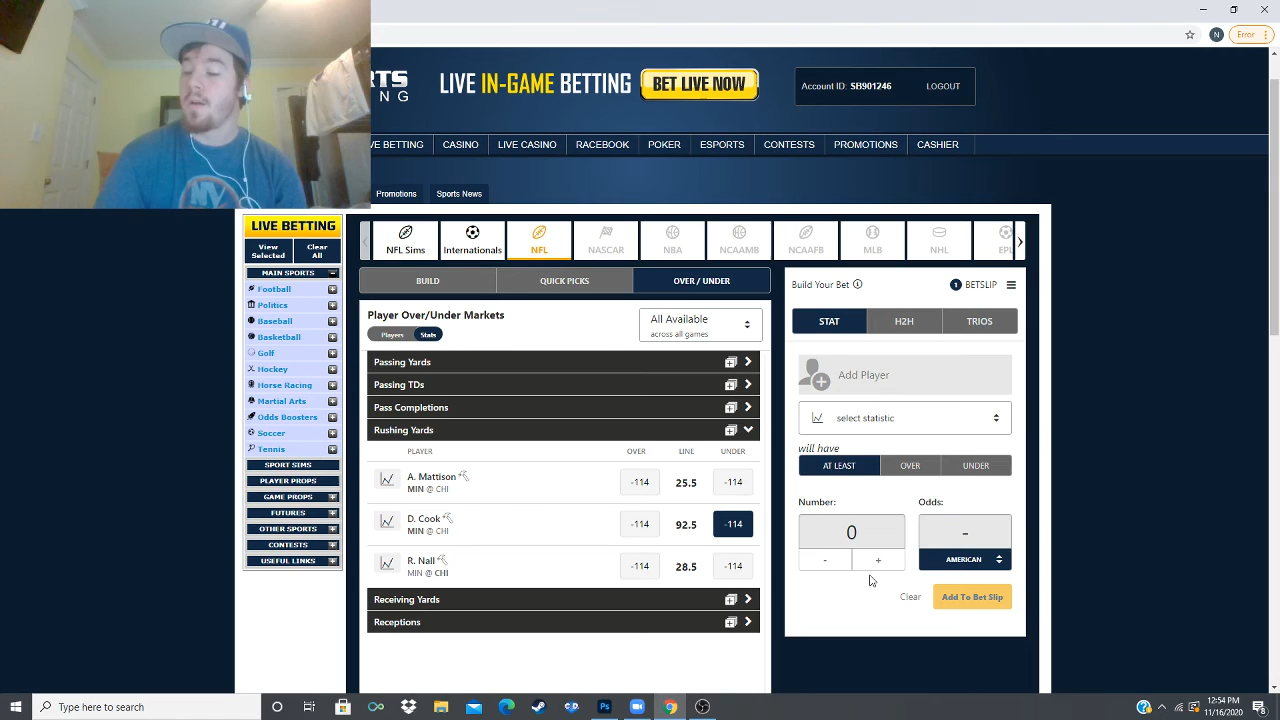 N
Error
RTS
NG
LIVE IN-GAME BETTING
BET LIVE NOW
Account ID: SB901246
LOGOUT
VE BETTING
CASINO
LIVE CASINO
RACEBOOK
POKER
ESPORTS
CONTESTS
PROMOTIONS
CASHIER
Promotions
Sports News
LIVE BETTING
View Selected
Clear All
MAIN SPORTS
Football
Politics
Baseball
Basketball
Golf
Hockey
Horse Racing
Martial Arts
Odds Boosters
Soccer
Tennis
SPORT SIMS
PLAYER PROPS
GAME PROPS
FUTURES
OTHER SPORTS
CONTESTS
USEFUL LINKS
NFL Sims
Internationals
NFL
NASCAR
NBA
NCAAMB
NCAAFB
MLB
NHL
EPL
BUILD
QUICK PICKS
OVER / UNDER
Player Over/Under Markets
Players
Stats
All Available
across all games
Passing Yards
Passing TDs
Pass Completions
Rushing Yards
PLAYER
OVER
LINE
UNDER
A. Mattison
MIN @ CHI
-114
25.5
-114
D. Cook
MIN @ CHI
-114
92.5
-114
R. Nall
MIN @ CHI
-114
28.5
-114
Receiving Yards
Receptions
Build Your Bet
1 BETSLIP
STAT
H2H
TRIOS
Add Player
select statistic
will have
AT LEAST
OVER
UNDER
Number:
Odds:
0
-
- +
AMERICAN
Clear
Add To Bet Slip
Type here to search
12:54 PM
11/16/2020
8